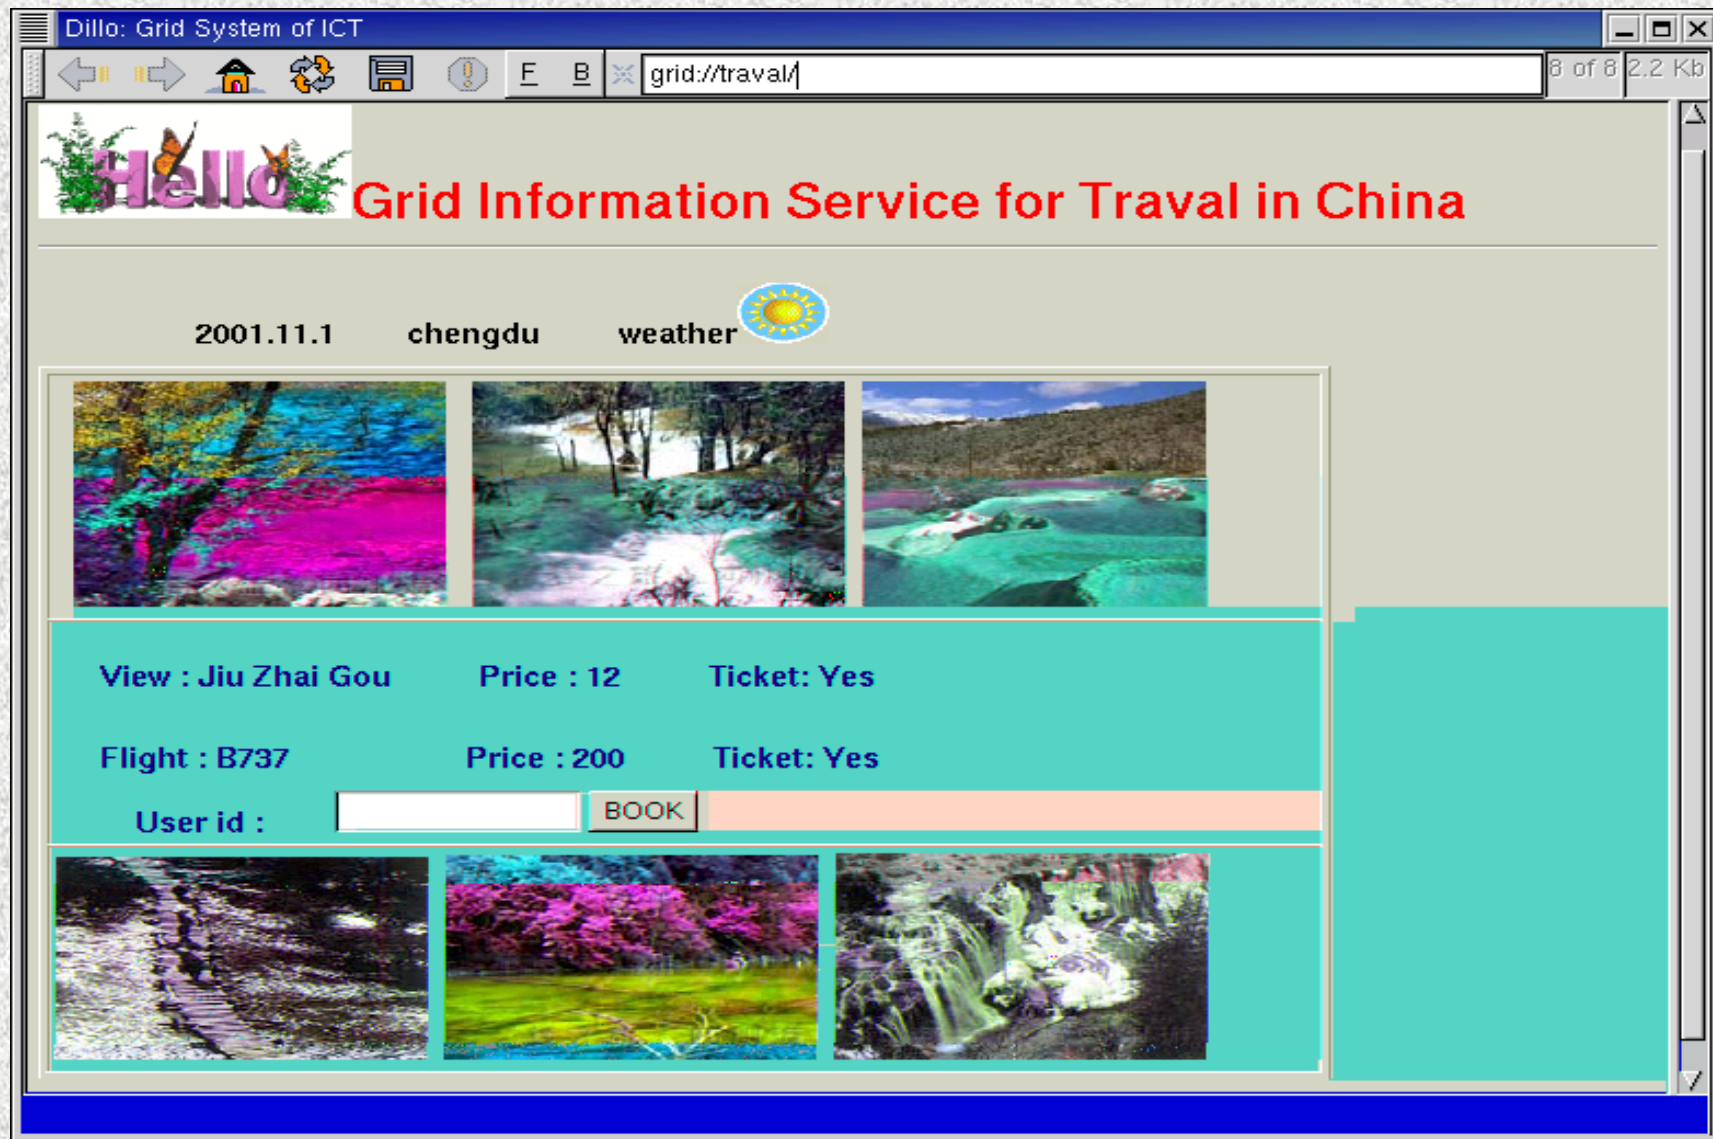 Dillo: Grid System of ICT
F B grid://traval/ 8 of 8 2.2 Kb
Hello Grid Information Service for Traval in China
2001.11.1 chengdu weather
View : Jiu Zhai Gou Price : 12 Ticket: Yes
Flight : B737 Price : 200 Ticket: Yes
User id : BOOK